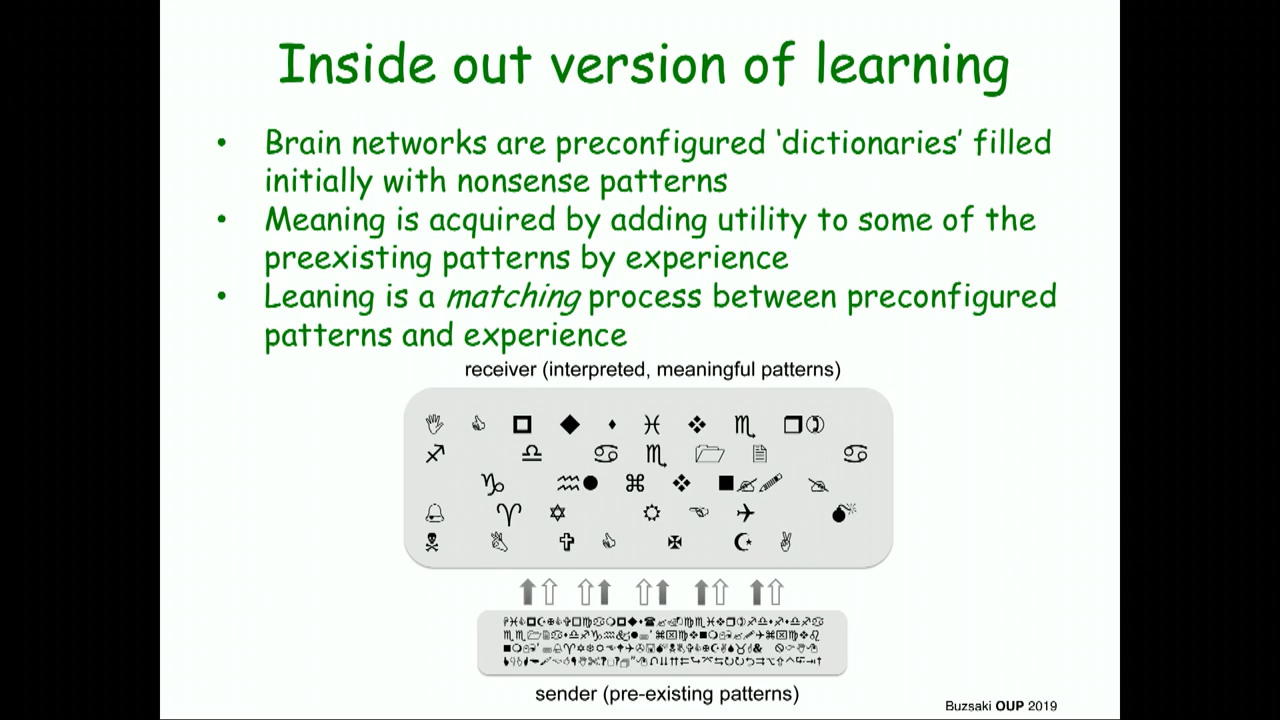 Inside out version of learning
• Brain networks are preconfigured ‘dictionaries’ filled
initially with nonsense patterns
• Meaning is acquired by adding utility to some of the
preexisting patterns by experience
• Leaning is a matching process between preconfigured
patterns and experience
receiver (interpreted, meaningful patterns)
sender (pre-existing patterns)
Buzsaki OUP 2019